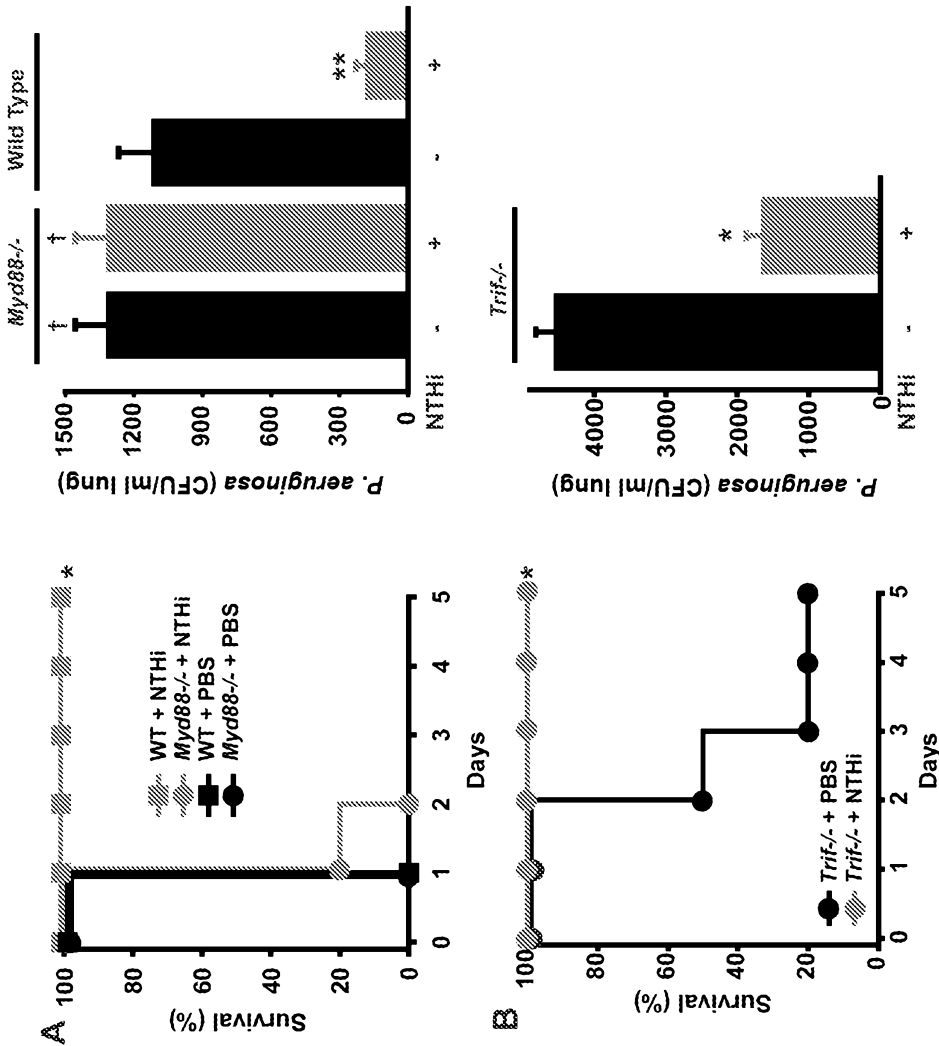 A
Survival (%)
100
80
60
40
20
0
0 1 2 3 4 5
Days
*
WT + NTHi
Myd88-/- + NTHi
WT + PBS
Myd88-/- + PBS
Myd88-/- Wild Type
P. aeruginosa (CFU/ml lung)
1500
1200
900
600
300
0
† † **
NTHi - + - +
B
Survival (%)
100
80
60
40
20
0
0 1 2 3 4 5
Days
*
Trif-/- + PBS
Trif-/- + NTHi
Trif-/-
P. aeruginosa (CFU/ml lung)
4000
3000
2000
1000
0
*
NTHi - +